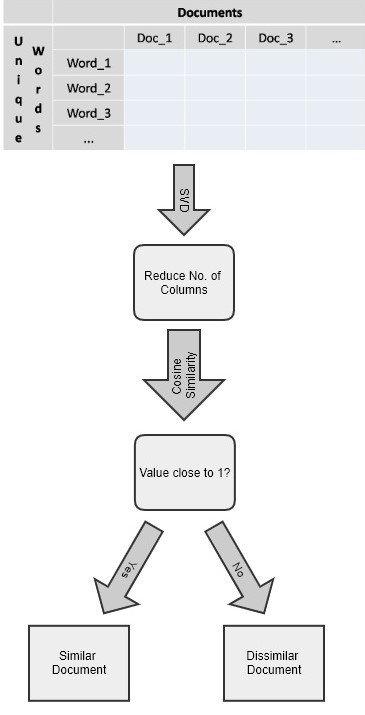 Documents
Unique
Words
Doc_1 Doc_2 Doc_3 ...
Word_1
Word_2
Word_3
...
SVD
Reduce No. of
Columns
Cosine
Similarity
Value close to 1?
Yes
No
Similar
Document
Dissimilar
Document